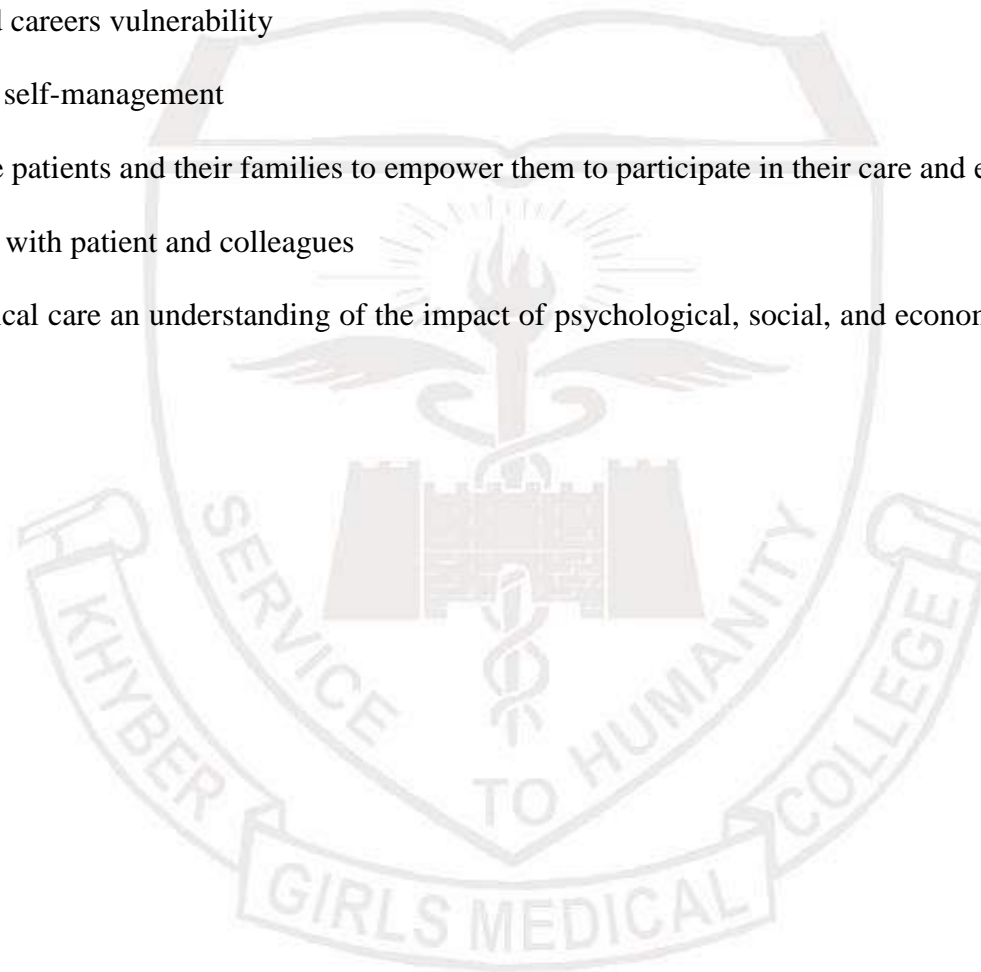 careers vulnerability
self-management
patients and their families to empower them to participate in their care and
with patient and colleagues
care an understanding of the impact of psychological, social, and
SERVICE TO HUMANITY
KHYBER GIRLS MEDICAL COLLEGE